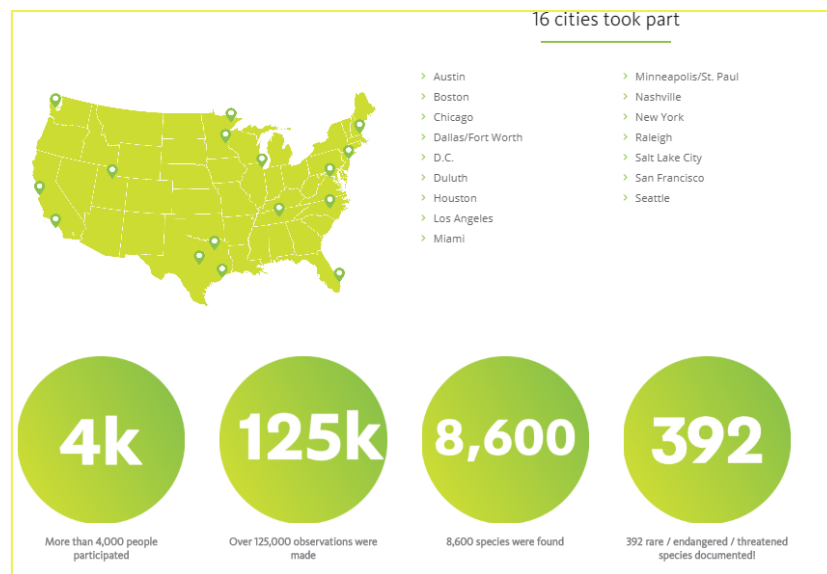 16 cities took part
Austin
Boston
Chicago
Dallas/Fort Worth
D.C.
Duluth
Houston
Los Angeles
Miami
Minneapolis/St. Paul
Nashville
New York
Raleigh
Salt Lake City
San Francisco
Seattle
4k
More than 4,000 people
participated
125k
Over 125,000 observations were
made
8,600
8,600 species were found
392
392 rare / endangered / threatened
species documented!